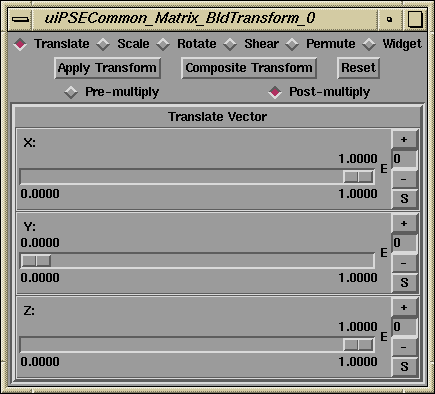 uiPSECommon_Matrix_BldTransform_0
Translate Scale Rotate Shear Permute Widget
Apply Transform Composite Transform Reset
Pre-multiply Post-multiply
Translate Vector
X:
+
1.0000
E
0
-
0.0000 1.0000
S
Y:
+
0.0000
E
0
-
0.0000 1.0000
S
Z:
+
1.0000
E
0
-
0.0000 1.0000
S